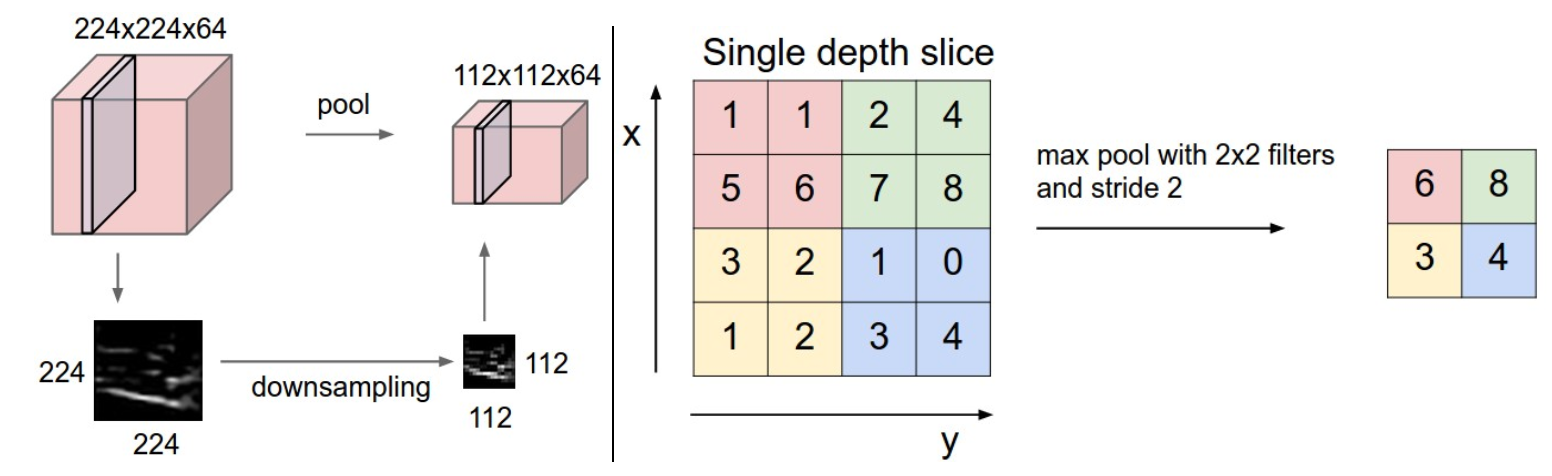 224x224x64
pool
112x112x64
224
224
downsampling
112
112
Single depth slice
x
1 1 2 4
5 6 7 8
3 2 1 0
1 2 3 4
y
max pool with 2x2 filters
and stride 2
6 8
3 4